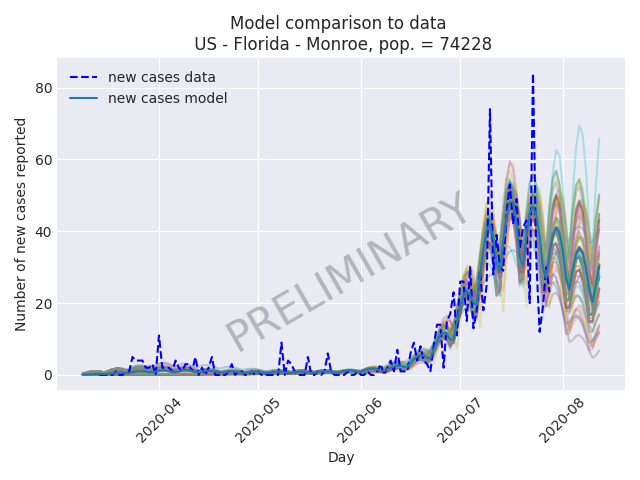 Model comparison to data
US - Florida - Monroe, pop. = 74228
new cases data
new cases model
PRELIMINARY
Number of new cases reported
80
60
40
20
0
2020-04
2020-05
2020-06
2020-07
2020-08
Day